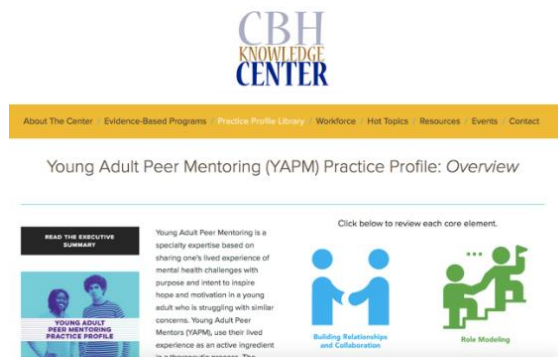 CBH
KNOWLEDGE
CENTER
About The Center / Evidence-Based Programs / Practice Profile Library / Workforce / Hot Topics / Resources / Events / Contact
Young Adult Peer Mentoring (YAPM) Practice Profile: Overview
READ THE EXECUTIVE
SUMMARY
YOUNG ADULT
PEER MENTORING
PRACTICE PROFILE
Young Adult Peer Mentoring is a
specialty expertise based on
sharing one's lived experience of
mental health challenges with
purpose and intent to inspire
hope and motivation in a young
adult who is struggling with similar
concerns. Young Adult Peer
Mentors (YAPM), use their lived
experience as an active ingredient
in a therapeutic process. The
Click below to review each core element.
Building Relationships
and Collaboration
Role Modeling